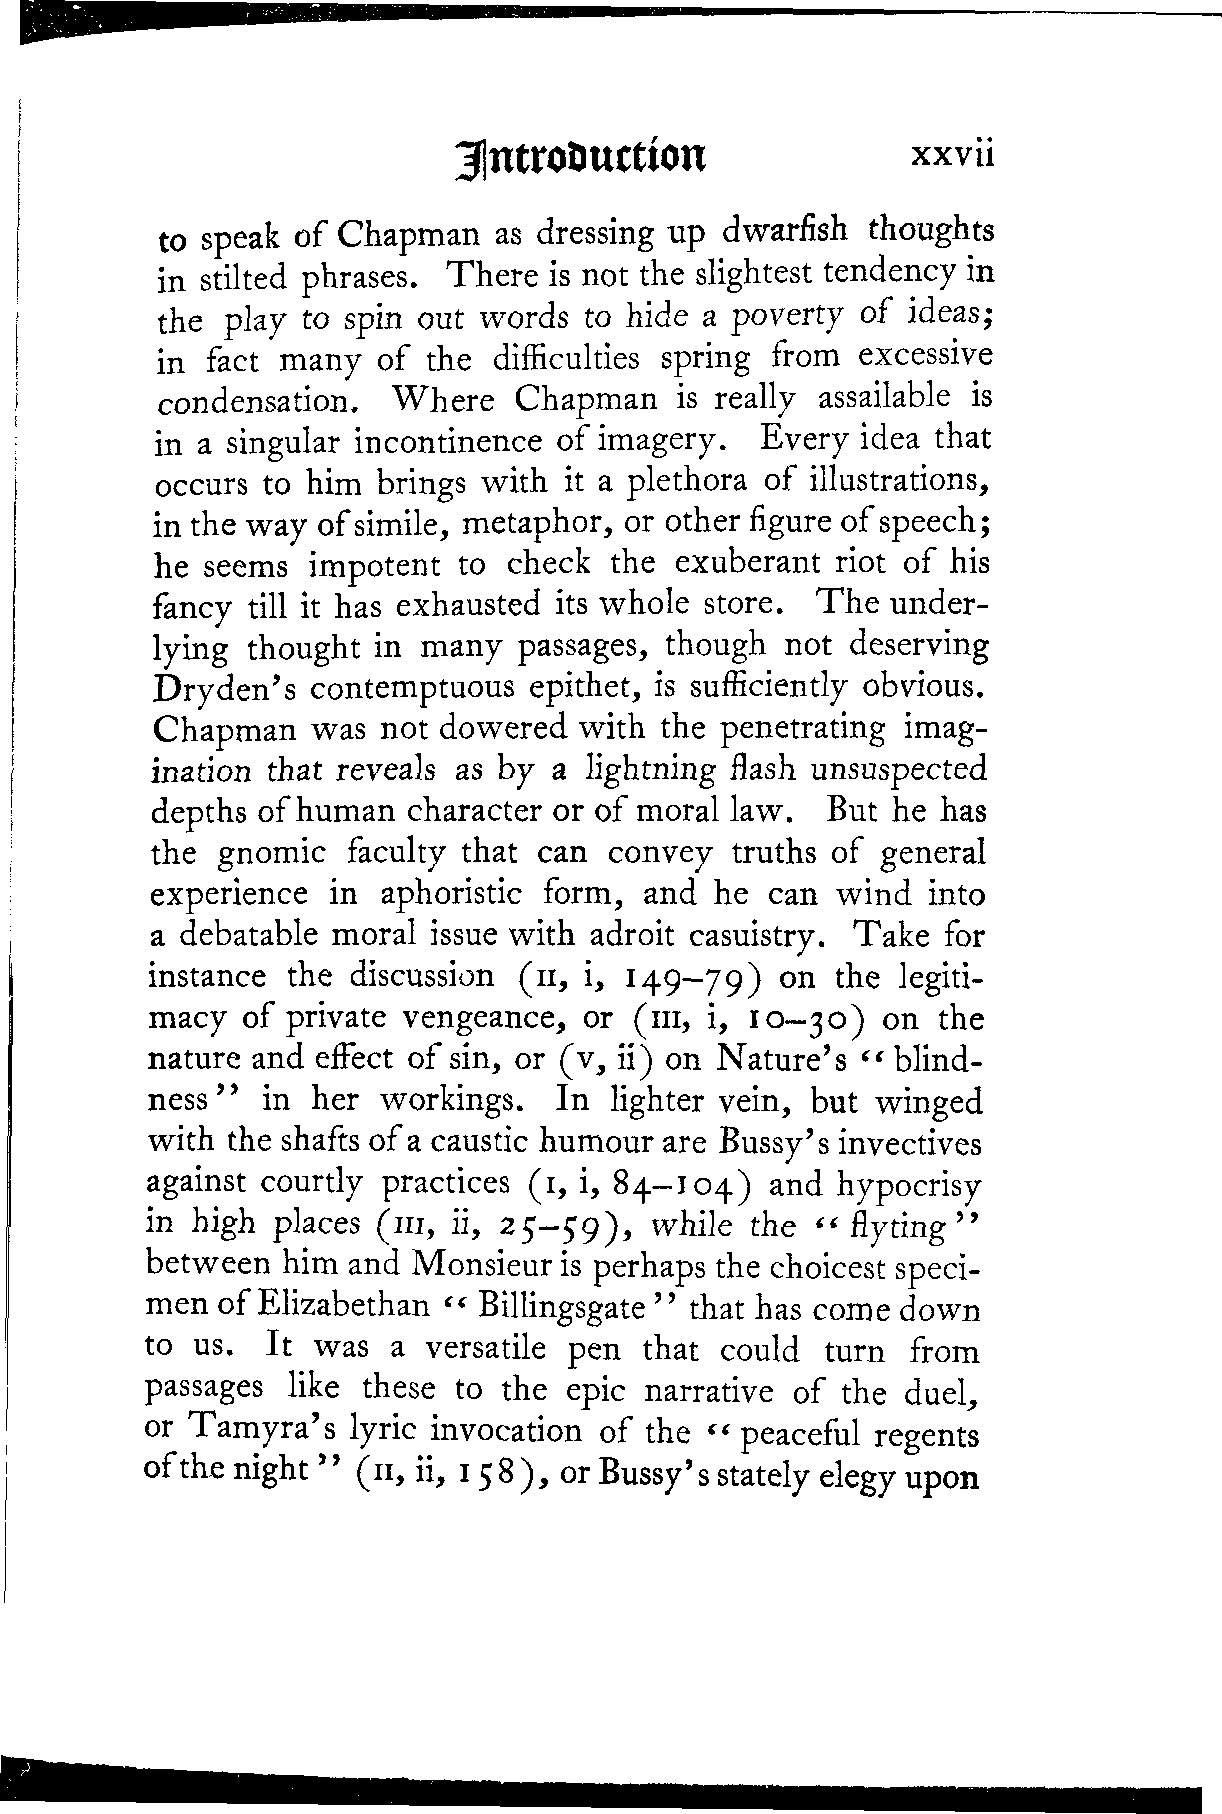 Introduction xxvii
to speak of Chapman as dressing up dwarfish thoughts
in stilted phrases. There is not the slightest tendency in
the play to spin out words to hide a poverty of ideas;
in fact many of the difficulties spring from excessive
condensation. Where Chapman is really assailable is
in a singular incontinence of imagery. Every idea that
occurs to him brings with it a plethora of illustrations,
in the way of simile, metaphor, or other figure of speech;
he seems impotent to check the exuberant riot of his
fancy till it has exhausted its whole store. The under-
lying thought in many passages, though not deserving
Dryden's contemptuous epithet, is sufficiently obvious.
Chapman was not dowered with the penetrating imag-
ination that reveals as by a lightning flash unsuspected
depths of human character or of moral law. But he has
the gnomic faculty that can convey truths of general
experience in aphoristic form, and he can wind into
a debatable moral issue with adroit casuistry. Take for
instance the discussion (II, i, 149–79) on the legiti-
macy of private vengeance, or (III, i, 10–30) on the
nature and effect of sin, or (v, ii) on Nature's “blind-
ness” in her workings. In lighter vein, but winged
with the shafts of a caustic humour are Bussy's invectives
against courtly practices (I, i, 84–104) and hypocrisy
in high places (III, ii, 25–59), while the “flyting”
between him and Monsieur is perhaps the choicest speci-
men of Elizabethan “Billingsgate” that has come down
to us. It was a versatile pen that could turn from
passages like these to the epic narrative of the duel,
or Tamyra's lyric invocation of the “peaceful regents
of the night” (II, ii, 158), or Bussy's stately elegy upon